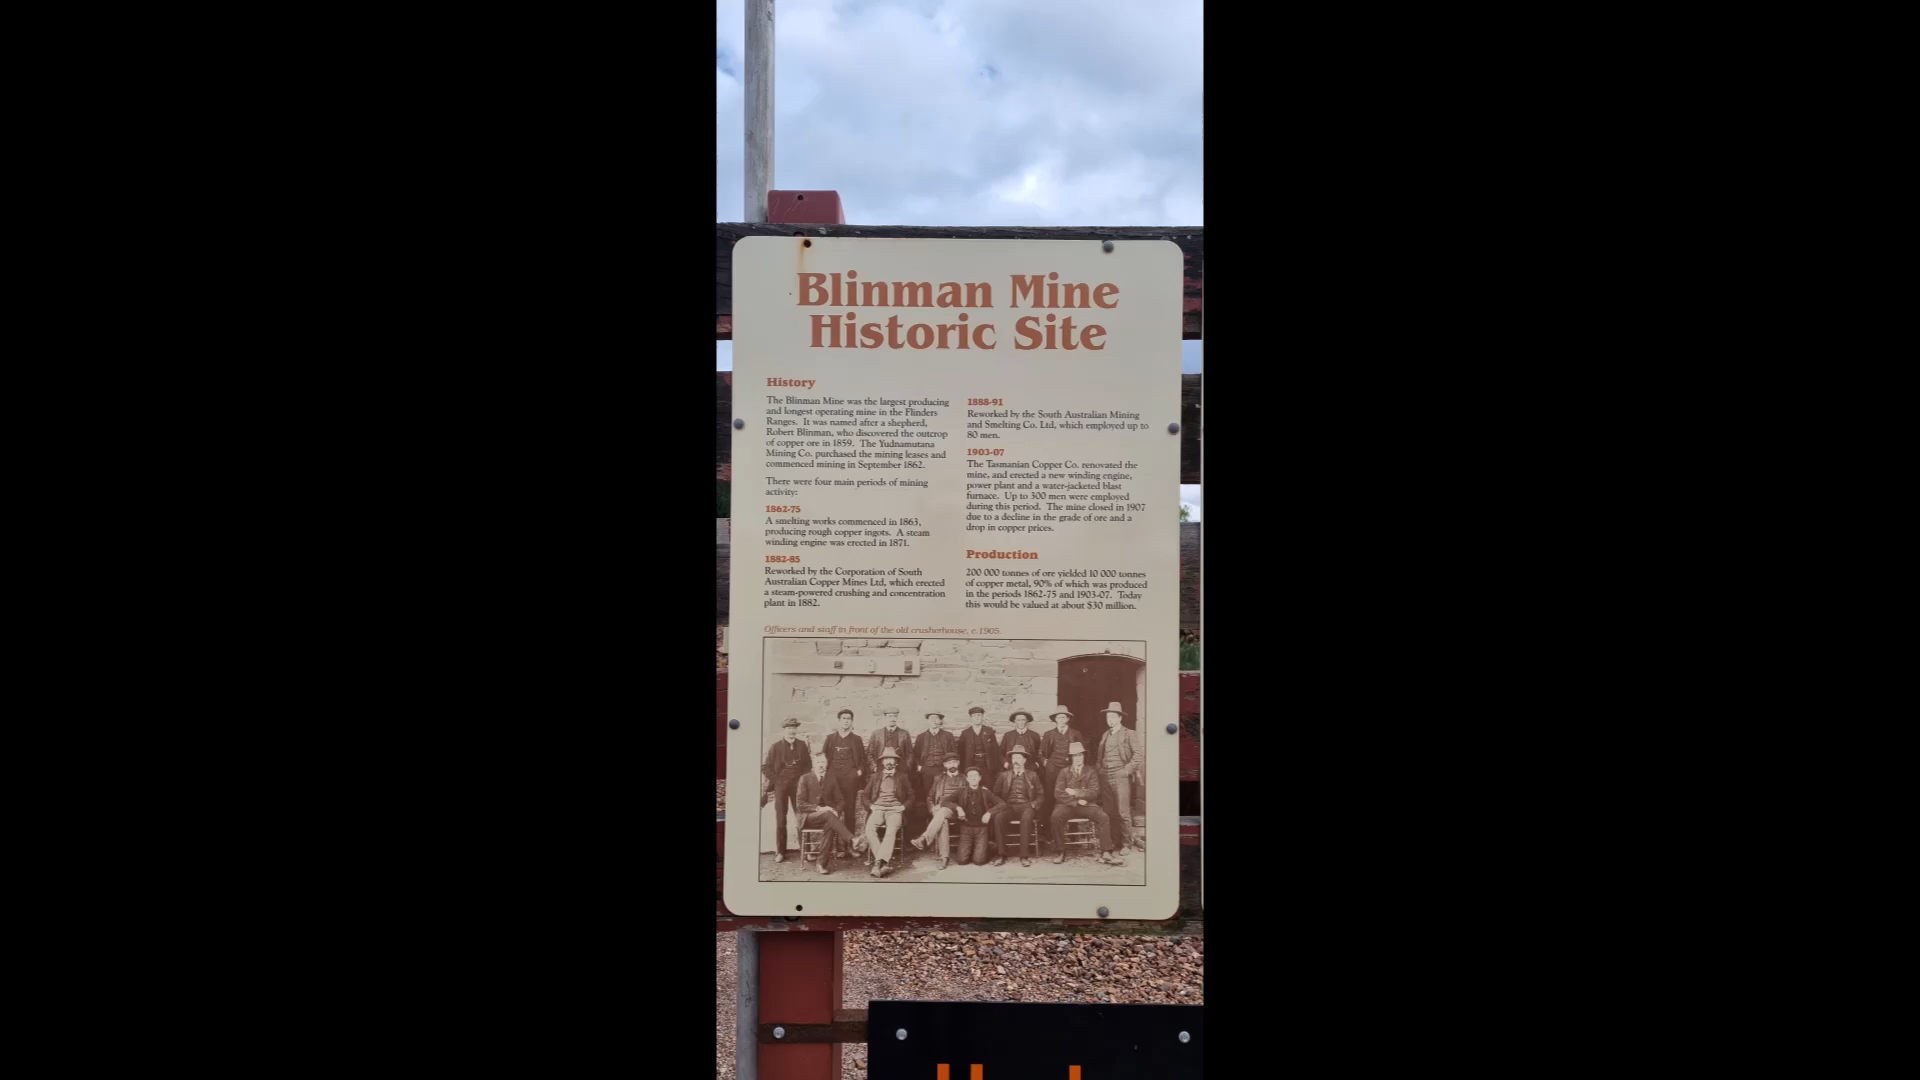 Blinman Mine
Historic Site
History
The Blinman Mine was the largest producing
and longest operating mine in the Flinders
Ranges. It was named after a shepherd,
Robert Blinman, who discovered the outcrop
of copper ore in 1859. The Yudnamutana
Mining Co. purchased the mining leases and
commenced mining in September 1862.
There were four main periods of mining
activity:
1862-75
A smelting works commenced in 1863,
producing rough copper ingots. A steam
winding engine was erected in 1871.
1882-85
Reworked by the Corporation of South
Australian Copper Mines Ltd, which erected
a steam-powered crushing and concentration
plant in 1882.
1888-91
Reworked by the South Australian Mining
and Smelting Co. Ltd, which employed up to
80 men.
1903-07
The Tasmanian Copper Co. renovated the
mine, and erected a new winding engine,
power plant and a water-jacketed blast
furnace. Up to 300 men were employed
during this period. The mine closed in 1907
due to a decline in the grade of ore and a
drop in copper prices.
Production
200 000 tonnes of ore yielded 10 000 tonnes
of copper metal, 90% of which was produced
in the periods 1862-75 and 1903-07. Today
this would be valued at about $30 million.
Officers and staff in front of the old crusherhouse, c.1905.